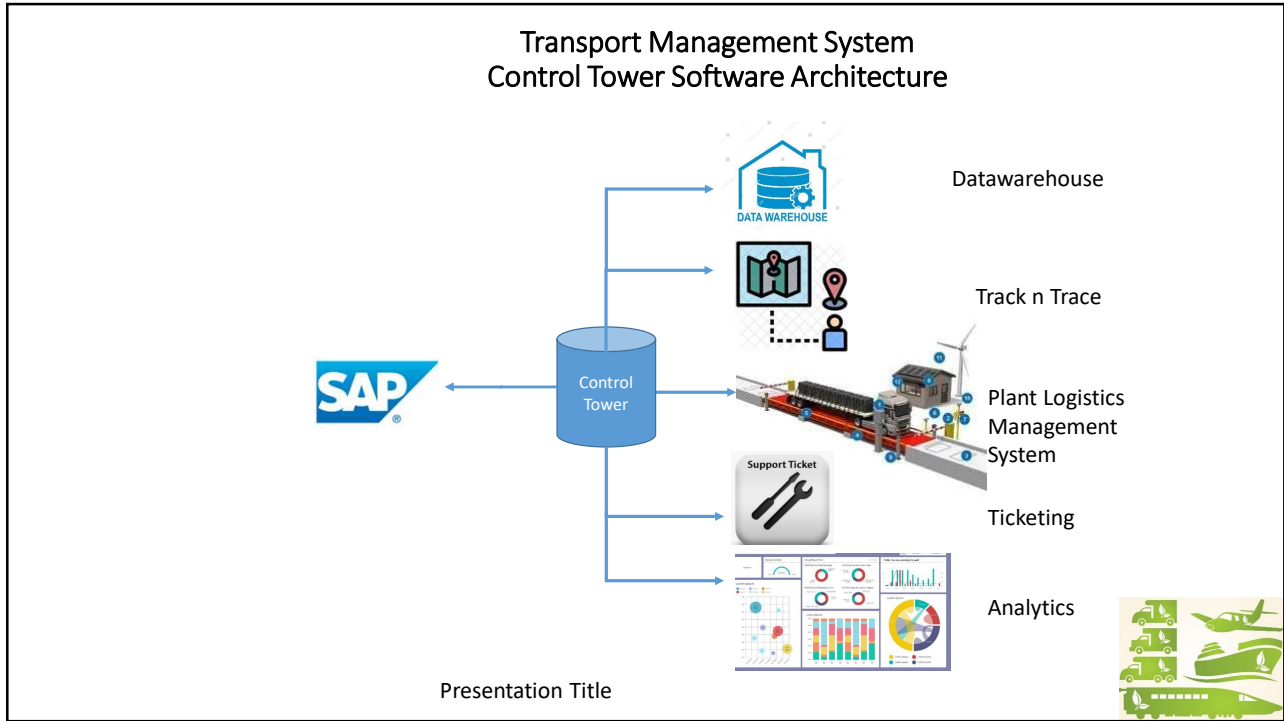 Transport Management System
Control Tower Software Architecture
DATA WAREHOUSE
Datawarehouse
Track n Trace
SAP
®
Control
Tower
Plant Logistics
Management
System
Support Ticket
Ticketing
Analytics
Presentation Title